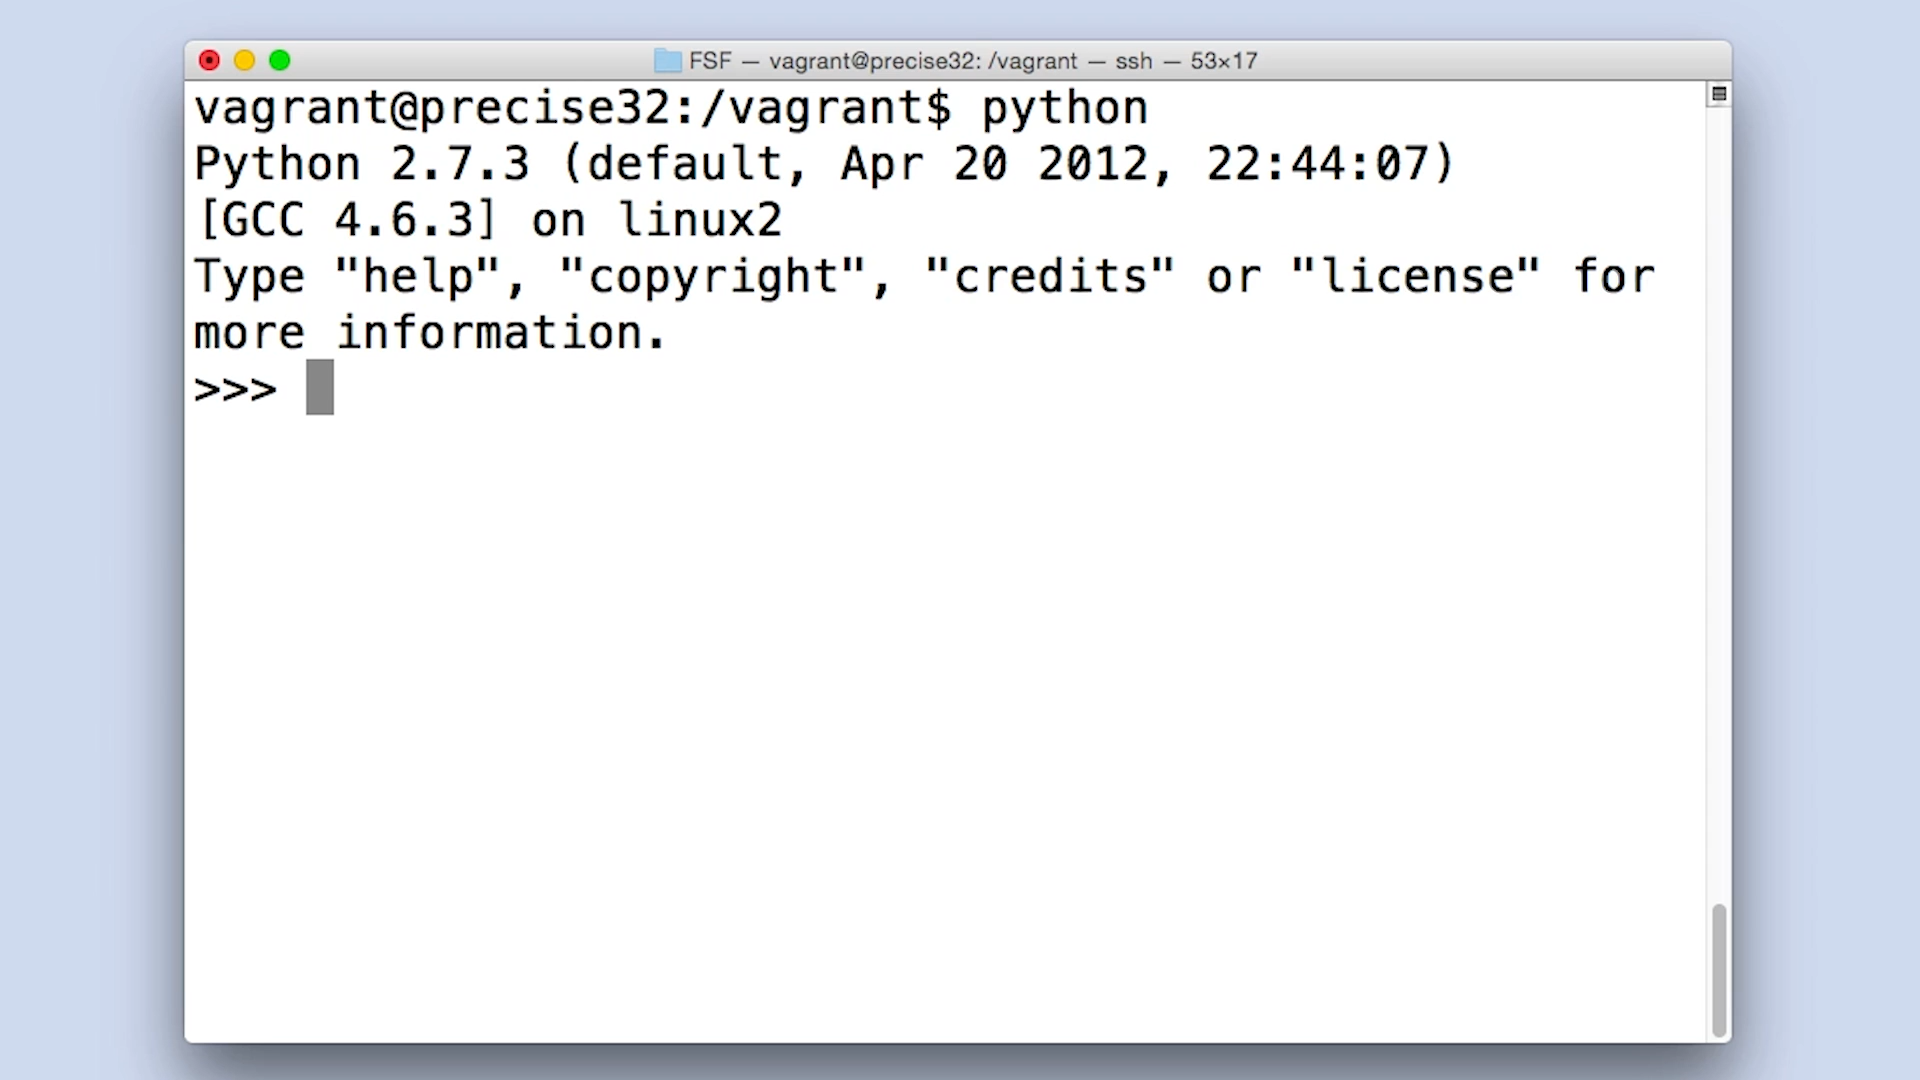 FSF — vagrant@precise32: /vagrant — ssh — 53×17
vagrant@precise32:/vagrant$ python
Python 2.7.3 (default, Apr 20 2012, 22:44:07)
[GCC 4.6.3] on linux2
Type "help", "copyright", "credits" or "license" for
more information.
>>>